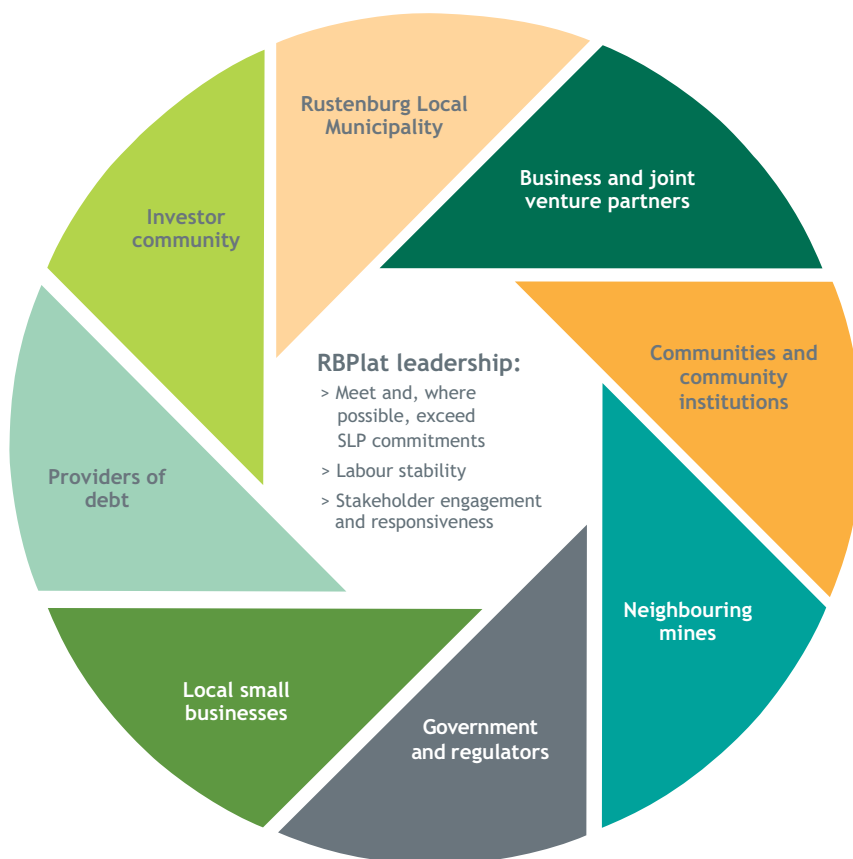 Rustenburg Local
Municipality
Business and joint
venture partners
Investor
community
Communities and
community
institutions
RBPlat leadership:
> Meet and, where
possible, exceed
SLP commitments
> Labour stability
> Stakeholder engagement
and responsiveness
Providers of
debt
Neighbouring
mines
Local small
businesses
Government
and regulators